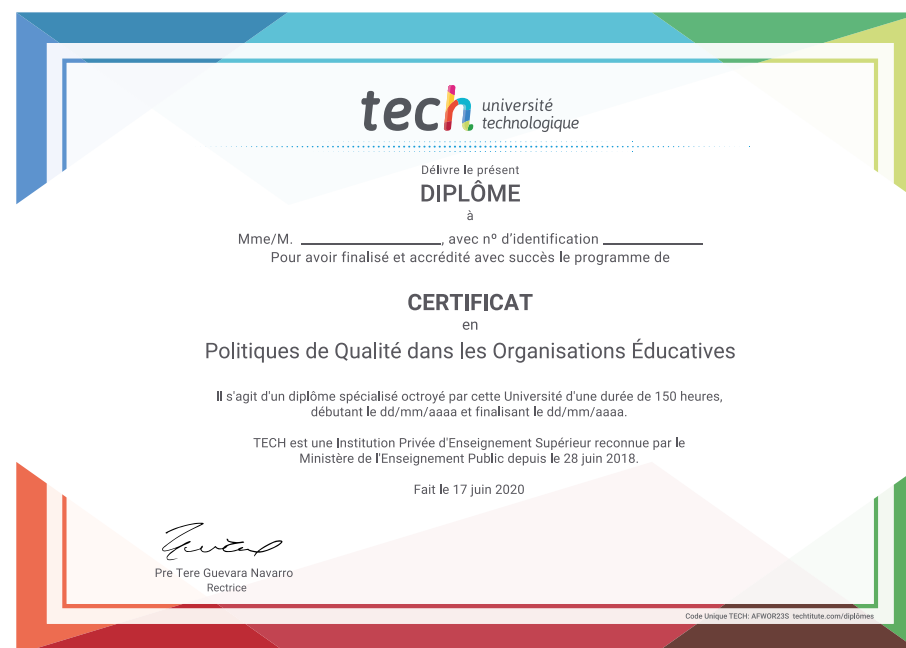 tech université
technologique
Délivre le présent
DIPLÔME
à
Mme/M. ____________________, avec nº d'identification ______________
Pour avoir finalisé et accrédité avec succès le programme de
CERTIFICAT
en
Politiques de Qualité dans les Organisations Éducatives
Il s'agit d'un diplôme spécialisé octroyé par cette Université d'une durée de 150 heures,
débutant le dd/mm/aaaa et finalisant le dd/mm/aaaa.
TECH est une Institution Privée d'Enseignement Supérieur reconnue par le
Ministère de l'Enseignement Public depuis le 28 juin 2018.
Fait le 17 juin 2020
Pre Tere Guevara Navarro
Rectrice
Code Unique TECH: AFWOR23S techtitute.com/diplômes